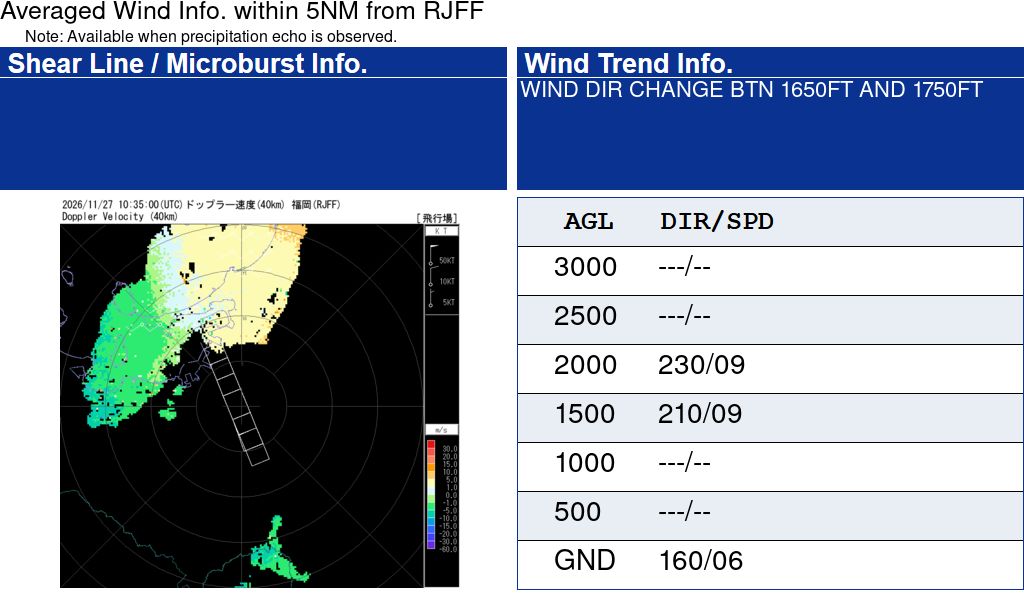 Averaged Wind Info. within 5NM from RJFF
Note: Available when precipitation echo is observed.
Shear Line / Microburst Info.
Wind Trend Info.
WIND DIR CHANGE BTN 1650FT AND 1750FT
2026/11/27 10:35:00(UTC) ドップラー速度(40km) 福岡(RJFF)
Doppler Velocity (40km)
[飛行場]
KT
50KT
10KT
5KT
m/s
30.0
20.0
15.0
10.0
5.0
1.0
0.0
-1.0
-5.0
-10.0
-15.0
-20.0
-30.0
-60.0
AGL DIR/SPD
3000 ---/--
2500 ---/--
2000 230/09
1500 210/09
1000 ---/--
500 ---/--
GND 160/06